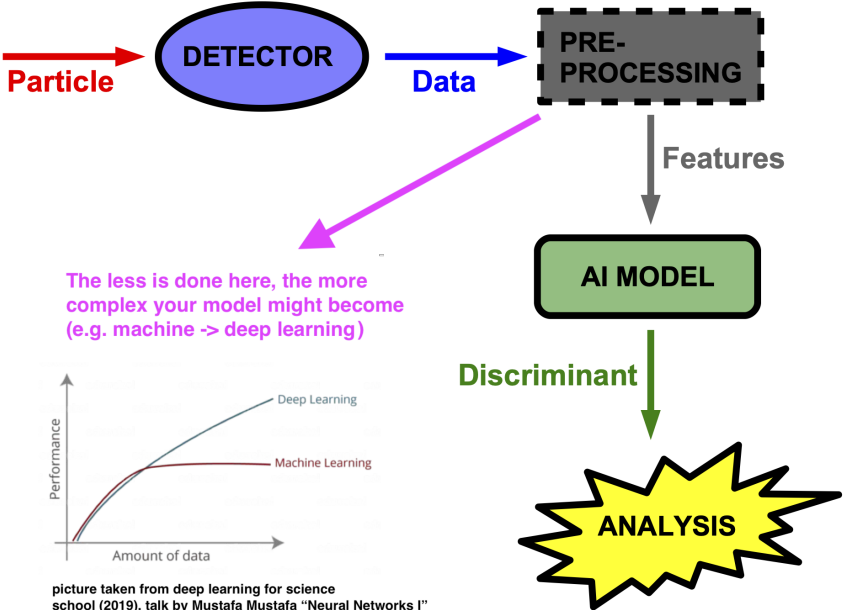 DETECTOR
PRE-
PROCESSING
Particle
Data
Features
The less is done here, the more
complex your model might become
(e.g. machine -> deep learning)
AI MODEL
Discriminant
Deep Learning
Machine Learning
Performance
Amount of data
ANALYSIS
picture taken from deep learning for science
school (2019), talk by Mustafa Mustafa “Neural Networks I”